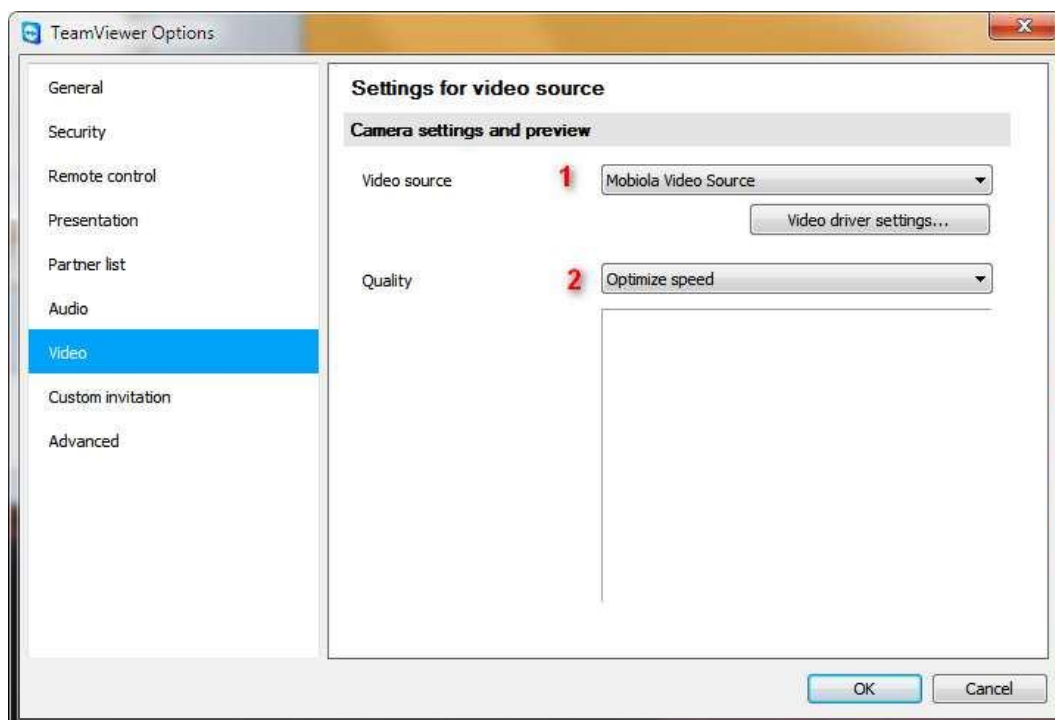 TeamViewer Options
X
General
Security
Remote control
Presentation
Partner list
Audio
Video
Custom invitation
Advanced
Settings for video source
Camera settings and preview
Video source 1 Mobiola Video Source
Video driver settings...
Quality 2 Optimize speed
OK Cancel